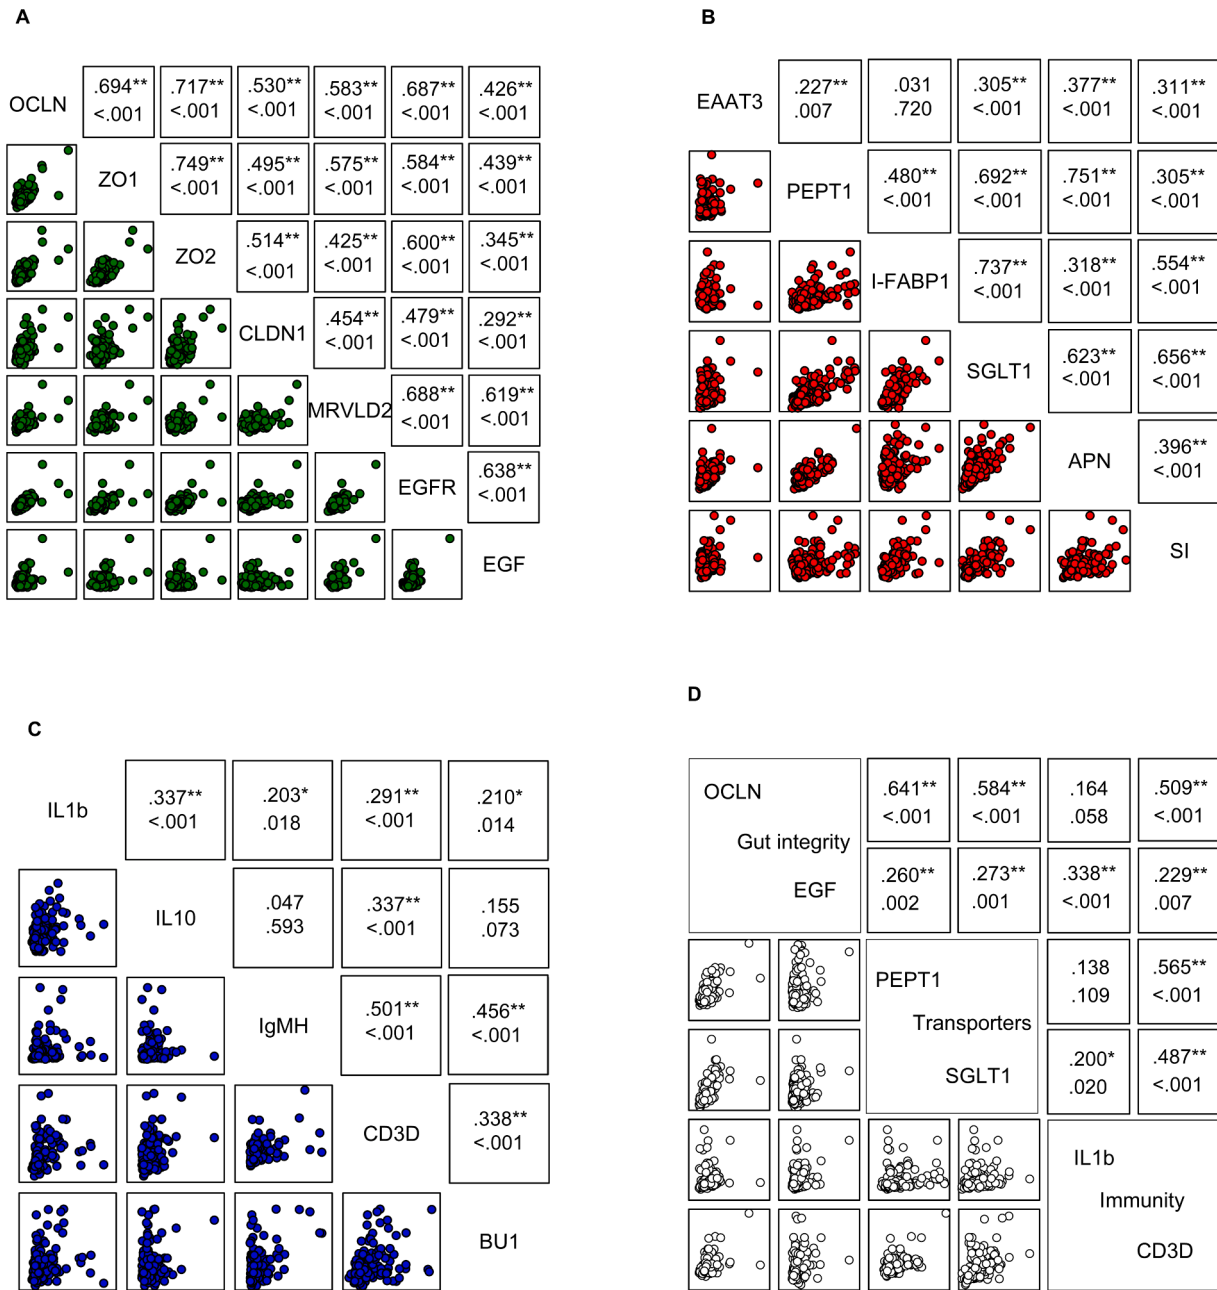 A
OCLN
.694** .717** .530** .583** .687** .426**
<.001 <.001 <.001 <.001 <.001 <.001
ZO1
.749** .495** .575** .584** .439**
<.001 <.001 <.001 <.001 <.001
ZO2
.514** .425** .600** .345**
<.001 <.001 <.001 <.001
CLDN1
.454** .479** .292**
<.001 <.001 <.001
MRVLD2
.688** .619**
<.001 <.001
EGFR
.638**
<.001
EGF
B
EAAT3
.227** .031 .305** .377** .311**
.007 .720 <.001 <.001 <.001
PEPT1
.480** .692** .751** .305**
<.001 <.001 <.001 <.001
I-FABP1
.737** .318** .554**
<.001 <.001 <.001
SGLT1
.623** .656**
<.001 <.001
APN
.396**
<.001
SI
C
IL1b
.337** .203* .291** .210*
<.001 .018 <.001 .014
IL10
.047 .337** .155
.593 <.001 .073
IgMH
.501** .456**
<.001 <.001
CD3D
.338**
<.001
BU1
D
OCLN
.641** .584** .164 .509**
<.001 <.001 .058 <.001
Gut integrity
EGF
.260** .273** .338** .229**
.002 .001 <.001 .007
PEPT1
.138 .565**
.109 <.001
Transporters
SGLT1
.200* .487**
.020 <.001
IL1b
Immunity
CD3D